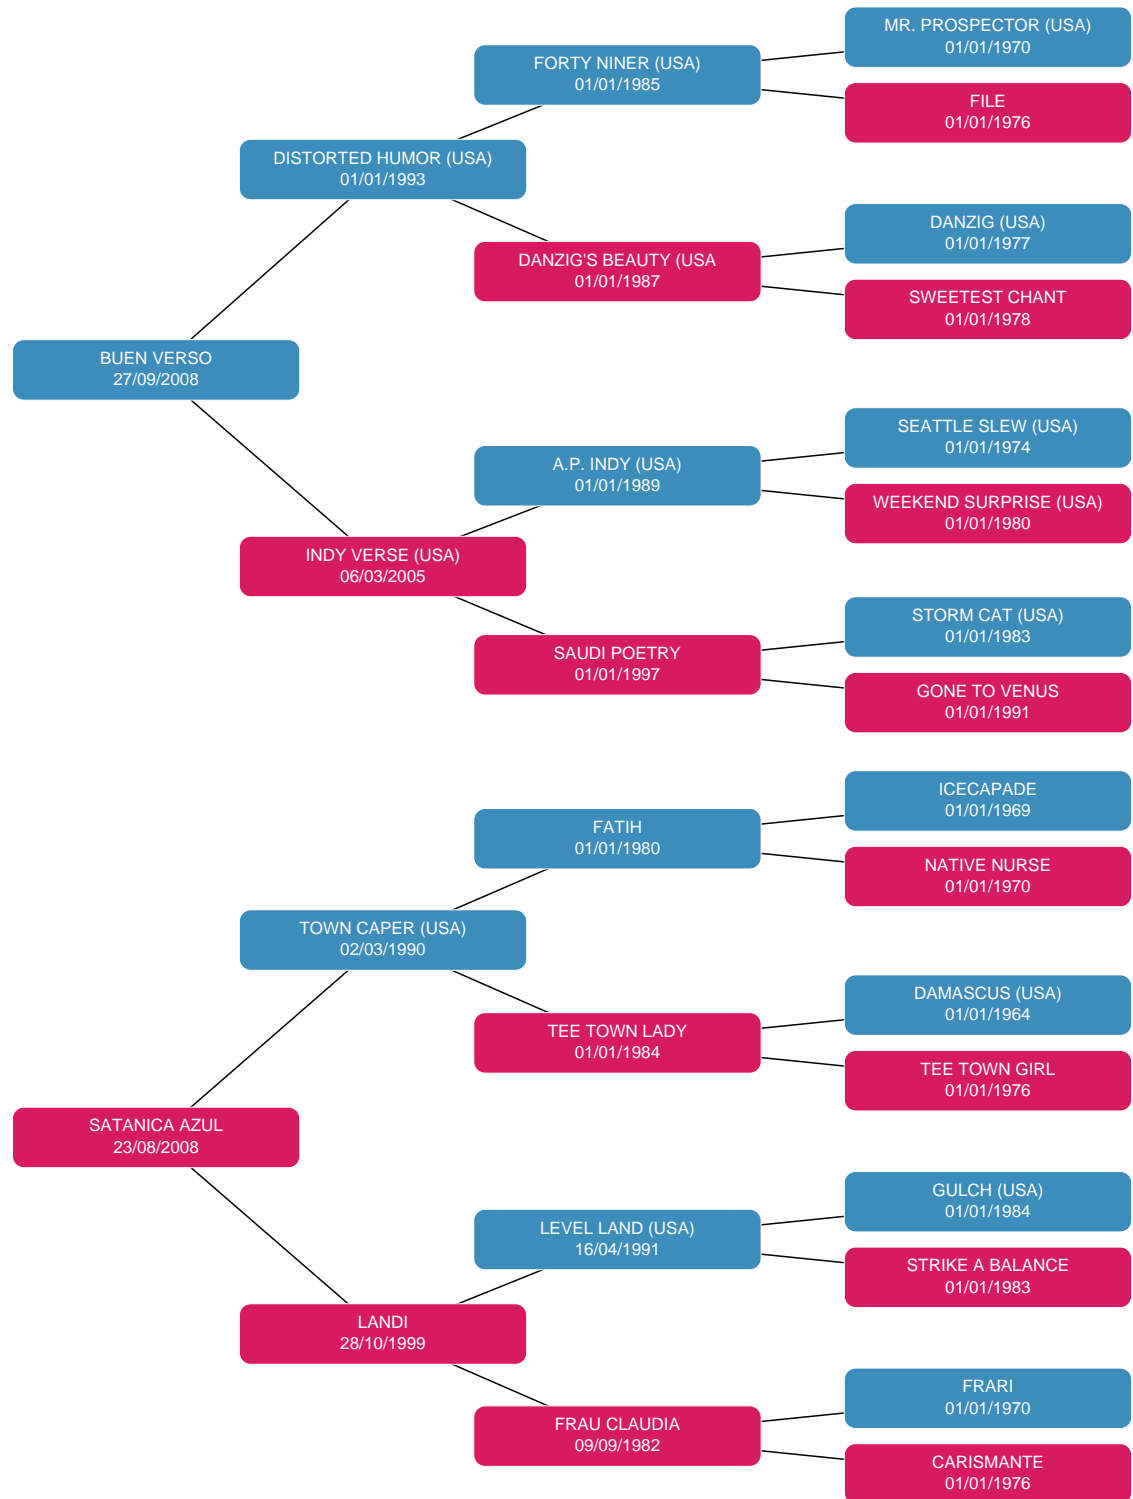 MR. PROSPECTOR (USA)
01/01/1970
FORTY NINER (USA)
01/01/1985
FILE
01/01/1976
DISTORTED HUMOR (USA)
01/01/1993
DANZIG (USA)
01/01/1977
DANZIG'S BEAUTY (USA
01/01/1987
SWEETEST CHANT
01/01/1978
BUEN VERSO
27/09/2008
SEATTLE SLEW (USA)
01/01/1974
A.P. INDY (USA)
01/01/1989
WEEKEND SURPRISE (USA)
01/01/1980
INDY VERSE (USA)
06/03/2005
STORM CAT (USA)
01/01/1983
SAUDI POETRY
01/01/1997
GONE TO VENUS
01/01/1991
ICECAPADE
01/01/1969
FATIH
01/01/1980
NATIVE NURSE
01/01/1970
TOWN CAPER (USA)
02/03/1990
DAMASCUS (USA)
01/01/1964
TEE TOWN LADY
01/01/1984
TEE TOWN GIRL
01/01/1976
SATANICA AZUL
23/08/2008
GULCH (USA)
01/01/1984
LEVEL LAND (USA)
16/04/1991
STRIKE A BALANCE
01/01/1983
LANDI
28/10/1999
FRARI
01/01/1970
FRAU CLAUDIA
09/09/1982
CARISMANTE
01/01/1976